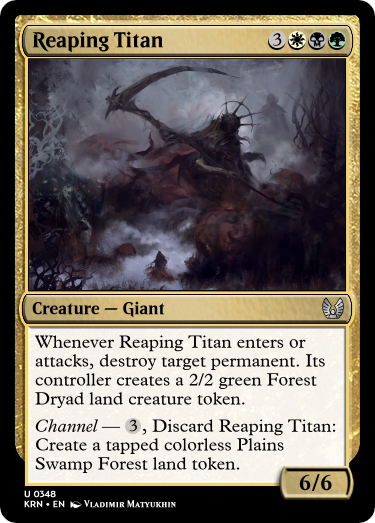 Reaping Titan 3
Creature — Giant
Whenever Reaping Titan enters or
attacks, destroy target permanent. Its
controller creates a 2/2 green Forest
Dryad land creature token.
Channel — 3, Discard Reaping Titan:
Create a tapped colorless Plains
Swamp Forest land token.
6/6
U 0348
KRN • EN Vladimir Matyukhin